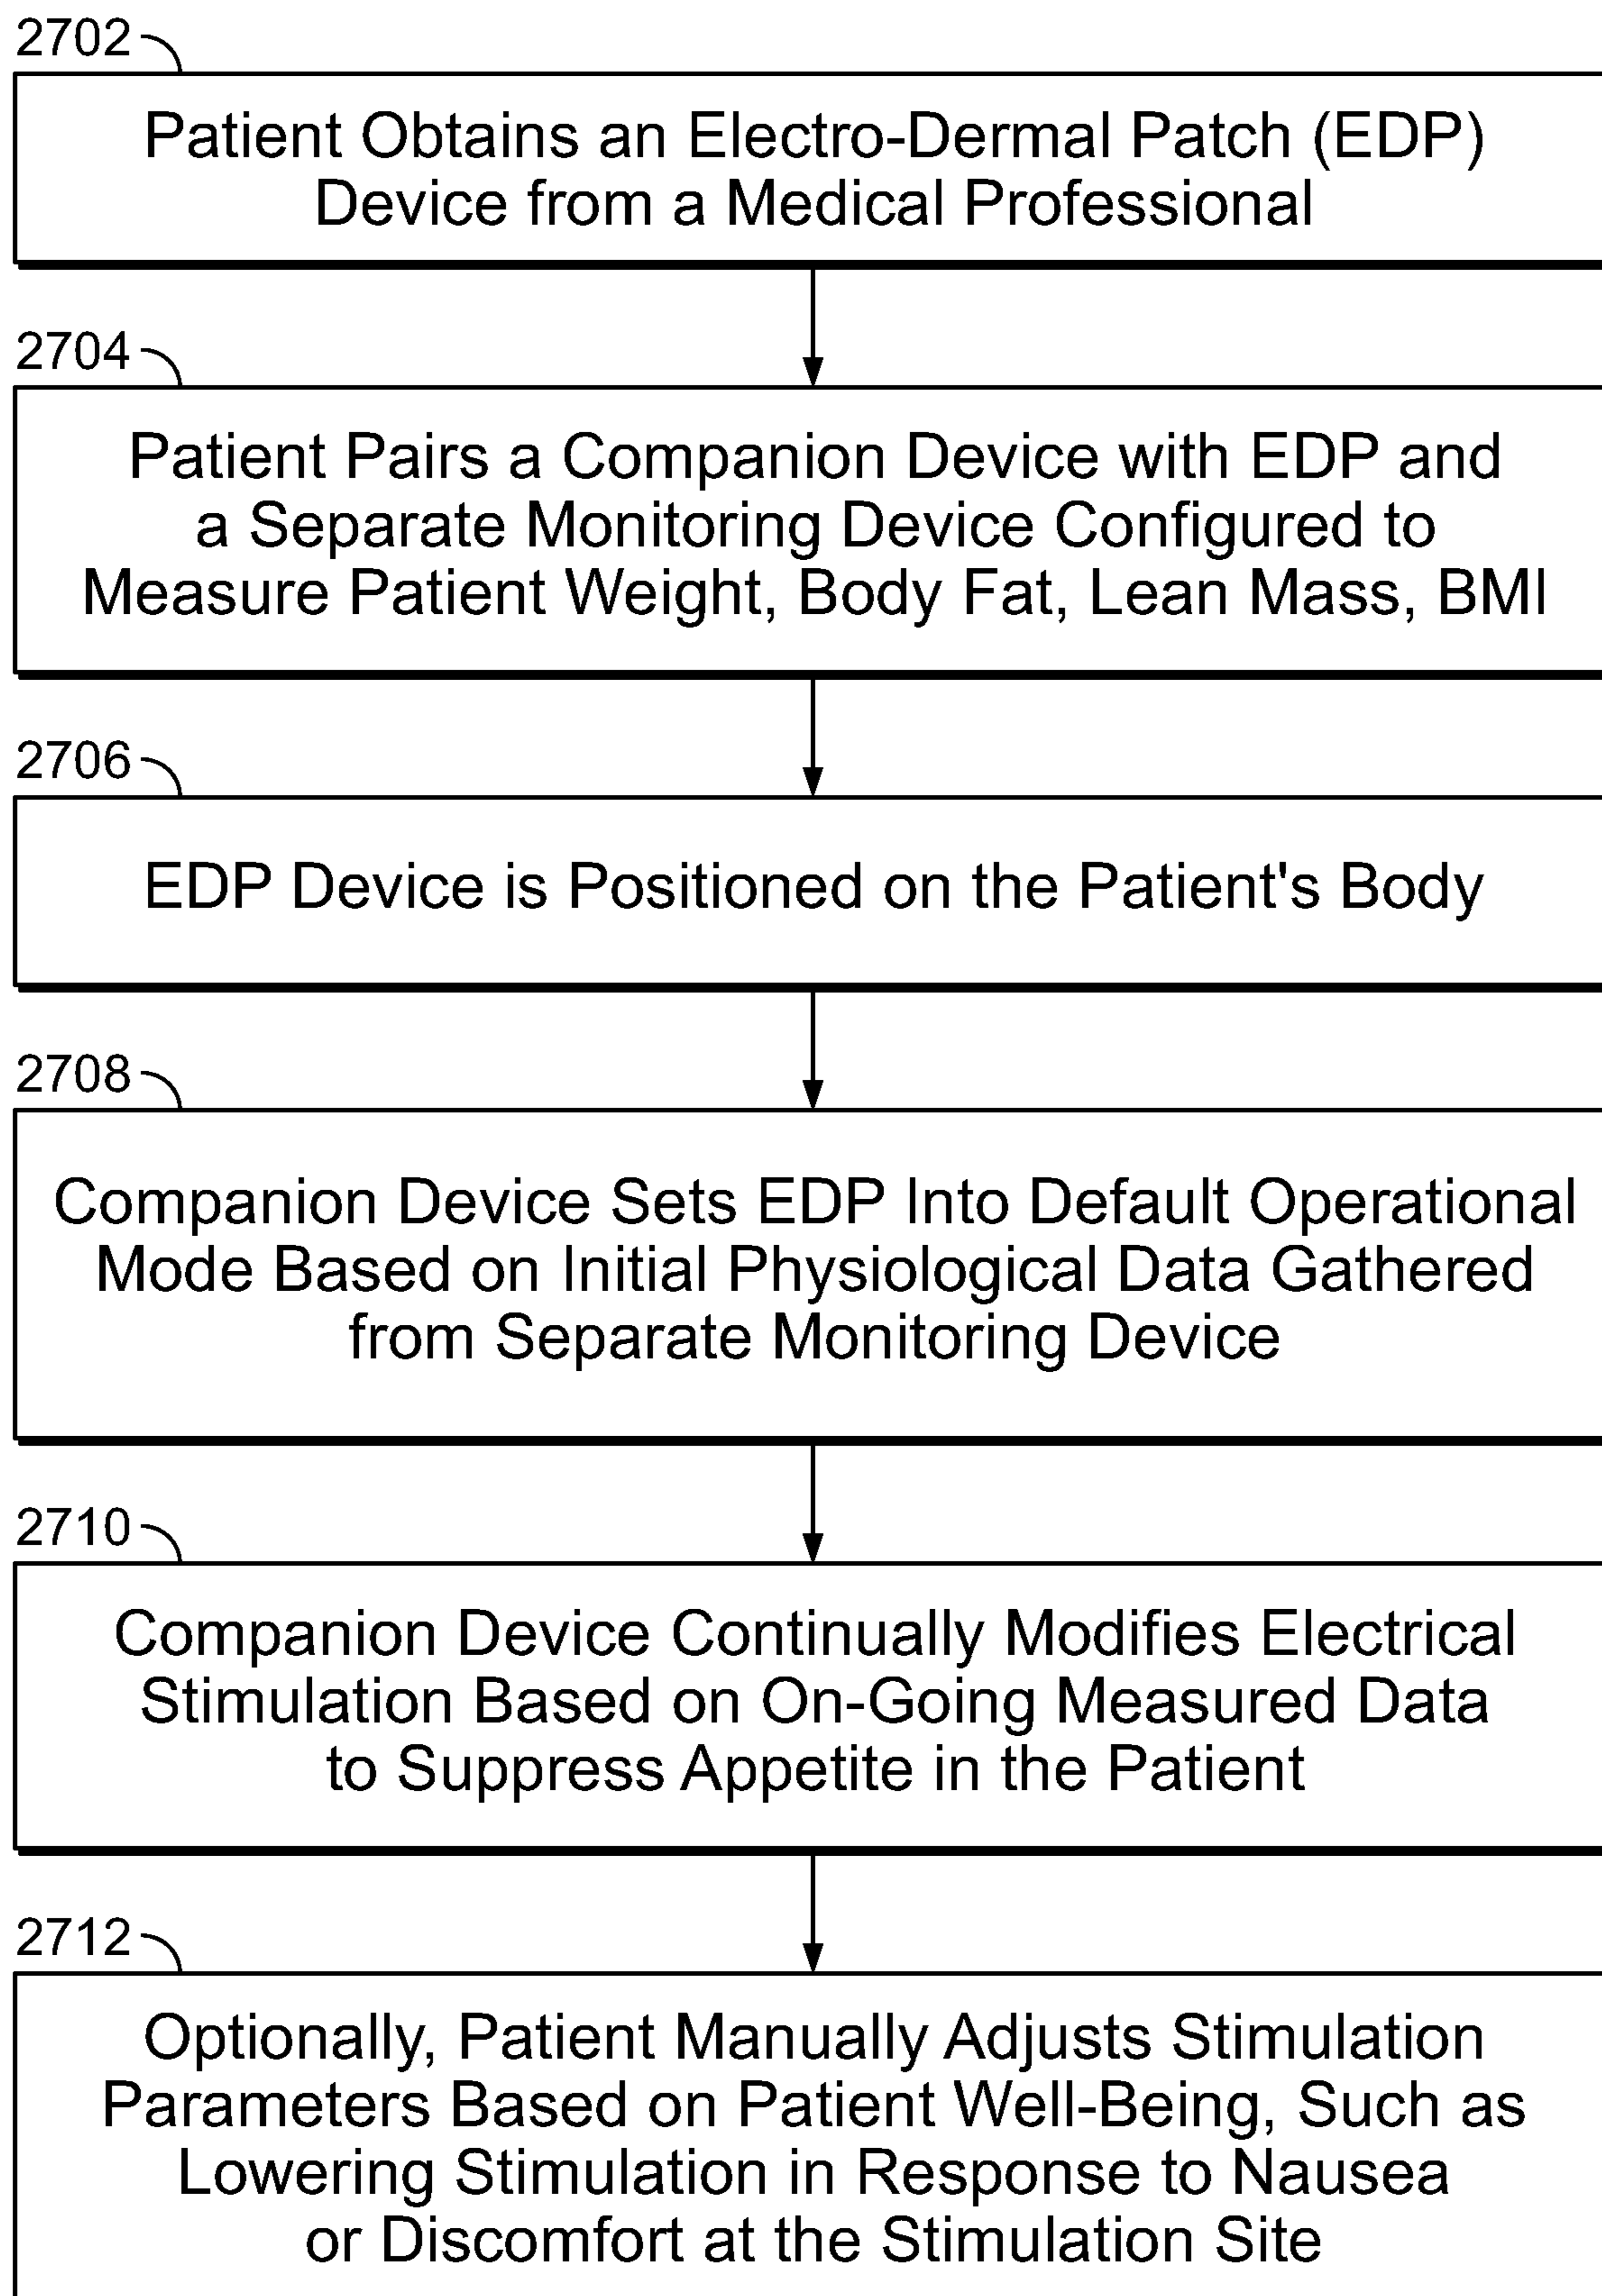 2702
Patient Obtains an Electro-Dermal Patch (EDP)
Device from a Medical Professional
2704
Patient Pairs a Companion Device with EDP and
a Separate Monitoring Device Configured to
Measure Patient Weight, Body Fat, Lean Mass, BMI
2706
EDP Device is Positioned on the Patient's Body
2708
Companion Device Sets EDP Into Default Operational
Mode Based on Initial Physiological Data Gathered
from Separate Monitoring Device
2710
Companion Device Continually Modifies Electrical
Stimulation Based on On-Going Measured Data
to Suppress Appetite in the Patient
2712
Optionally, Patient Manually Adjusts Stimulation
Parameters Based on Patient Well-Being, Such as
Lowering Stimulation in Response to Nausea
or Discomfort at the Stimulation Site